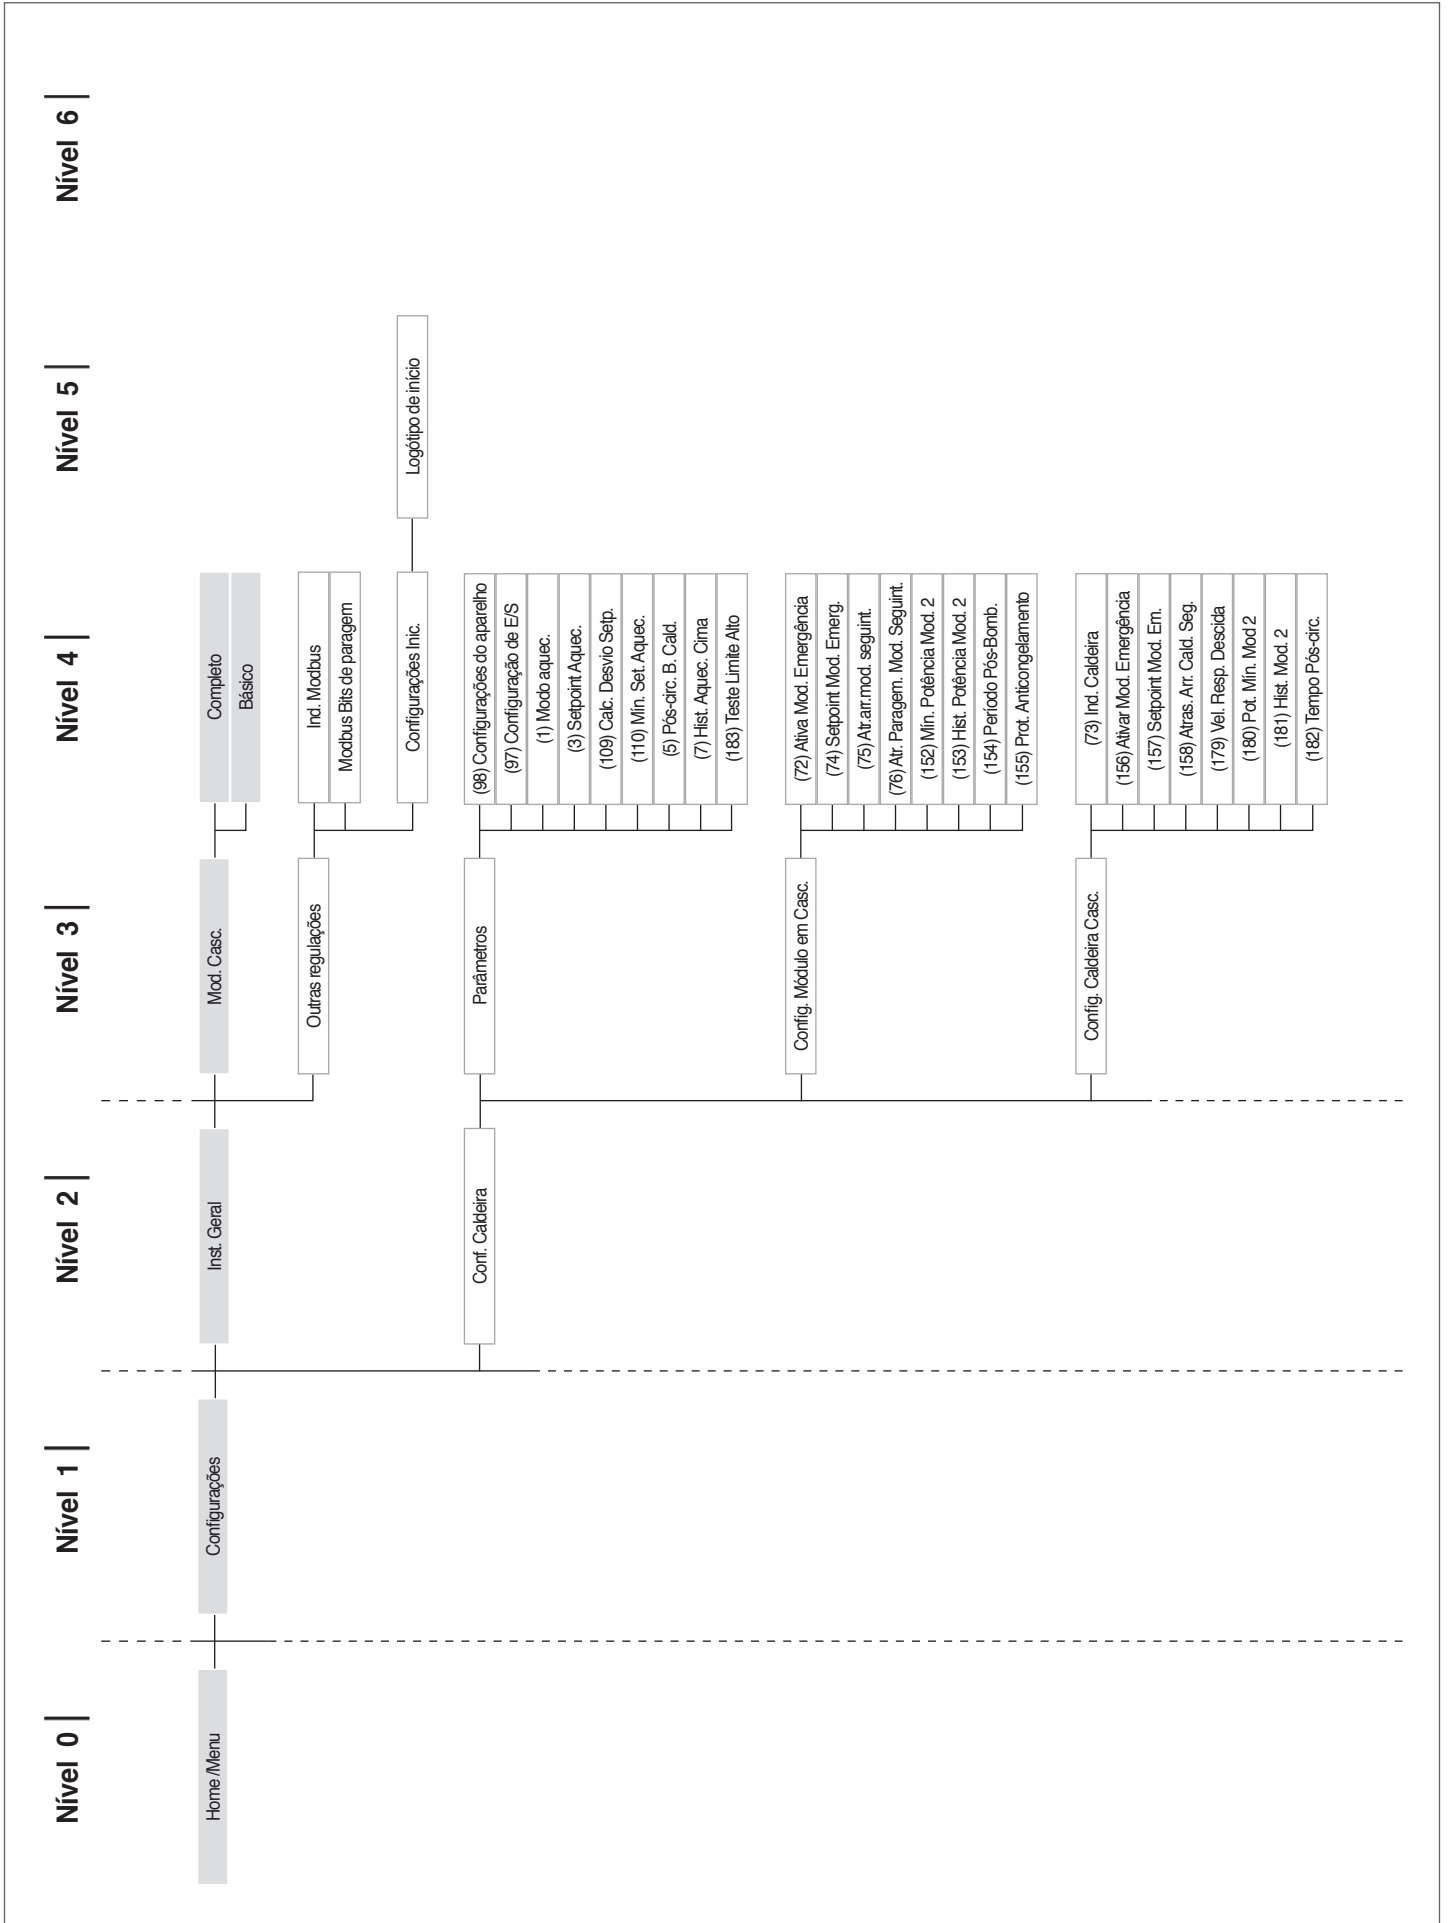 Nível 0
Nível 1
Nível 2
Nível 3
Nível 4
Nível 5
Nível 6
Home /Menu
Configurações
Inst. Geral
Mod. Casc.
Completo
Básico
Outras regulações
Ind. Modbus
Modbus Bits de paragem
Configurações Inic.
Logótipo de início
Conf. Caldeira
Parâmetros
(98) Configurações do aparelho
(97) Configuração de E/S
(1) Modo aquec.
(3) Setpoint Aquec.
(109) Calc. Desvio Setp.
(110) Mín. Set. Aquec.
(5) Pós-circ. B. Cald.
(7) Hist. Aquec. Cima
(183) Teste Limite Alto
Config. Módulo em Casc.
(72) Ativa Mod. Emergência
(74) Setpoint Mod. Emerg.
(75) Atr.arr.mod. seguint.
(76) Atr. Paragem. Mod. Seguint.
(152) Mín. Potência Mod. 2
(153) Hist. Potência Mod. 2
(154) Período Pós-Bomb.
(155) Prot. Anticongelamento
Config. Caldeira Casc.
(73) Ind. Caldeira
(156) Ativar Mod. Emergência
(157) Setpoint Mod. Em.
(158) Atras. Arr. Cald. Seg.
(179) Vel. Resp. Descida
(180) Pot. Mín. Mod 2
(181) Hist. Mod. 2
(182) Tempo Pós-circ.